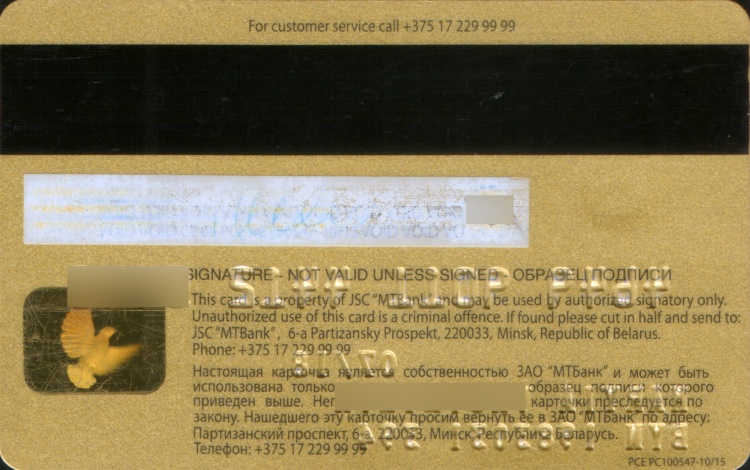 For customer service call +375 17 229 99 99
VOID VOID
SIGNATURE - NOT VALID UNLESS SIGNED ОБРАЗЕЦ ПОДПИСИ
This card is a property of JSC "MTBank" and may be used by authorized signatory only.
Unauthorized use of this card is a criminal offence. If found please cut in half and send to:
JSC "MTBank", 6-a Partizansky Prospekt, 220033, Minsk, Republic of Belarus.
Phone: +375 17 229 99 99
Настоящая карточка является собственностью ЗАО "МТБанк" и может быть
использована только образец подписи которого
приведен выше. карточки преследуется по
закону. Нашедшего эту карточку просим вернуть ее в ЗАО "МТБанк" по адресу:
Партизанский проспект, 6-а, 220033, Минск, Республика Беларусь.
Телефон: +375 17 229 99 99
PCE PC100547-10/15